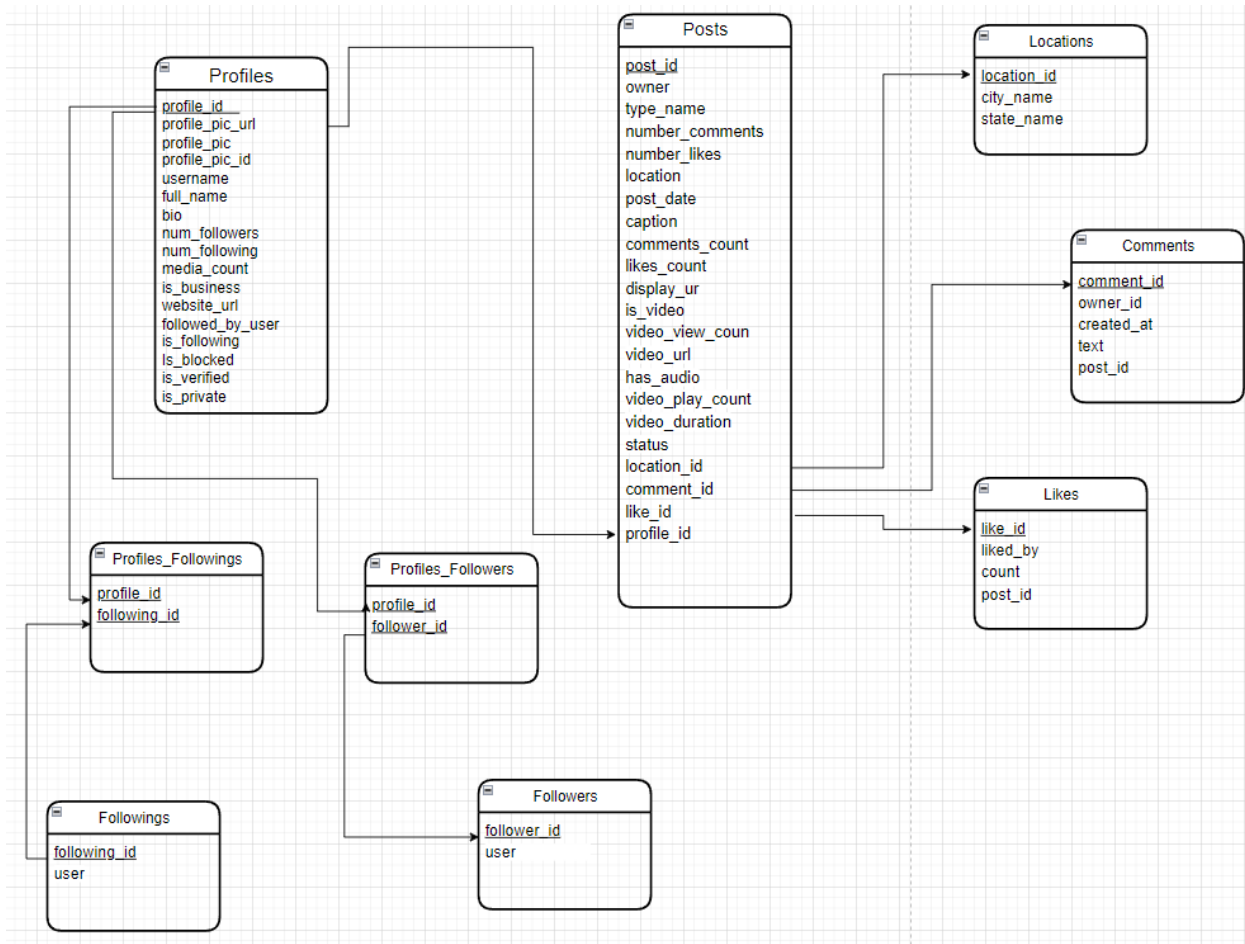 Profiles
profile_id
profile_pic_url
profile_pic
profile_pic_id
username
full_name
bio
num_followers
num_following
media_count
is_business
website_url
followed_by_user
is_following
Is_blocked
is_verified
is_private
Posts
post_id
owner
type_name
number_comments
number_likes
location
post_date
caption
comments_count
likes_count
display_ur
is_video
video_view_coun
video_url
has_audio
video_play_count
video_duration
status
location_id
comment_id
like_id
profile_id
Locations
location_id
city_name
state_name
Comments
comment_id
owner_id
created_at
text
post_id
Likes
like_id
liked_by
count
post_id
Profiles_Followings
profile_id
following_id
Profiles_Followers
profile_id
follower_id
Followings
following_id
user
Followers
follower_id
user